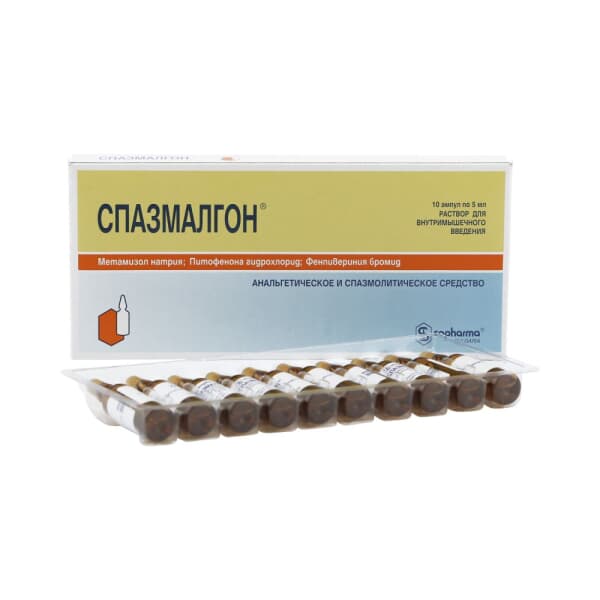 СПАЗМАЛГОН
СПАЗМАЛГОН®
10 ампул по 5 мл
РАСТВОР ДЛЯ
ВНУТРИМЫШЕЧНОГО
ВВЕДЕНИЯ
Метамизол натрия; Питофенона гидрохлорид; Фенпивериния бромид
АНАЛЬГЕТИЧЕСКОЕ И СПАЗМОЛИТИЧЕСКОЕ СРЕДСТВО
sopharma®